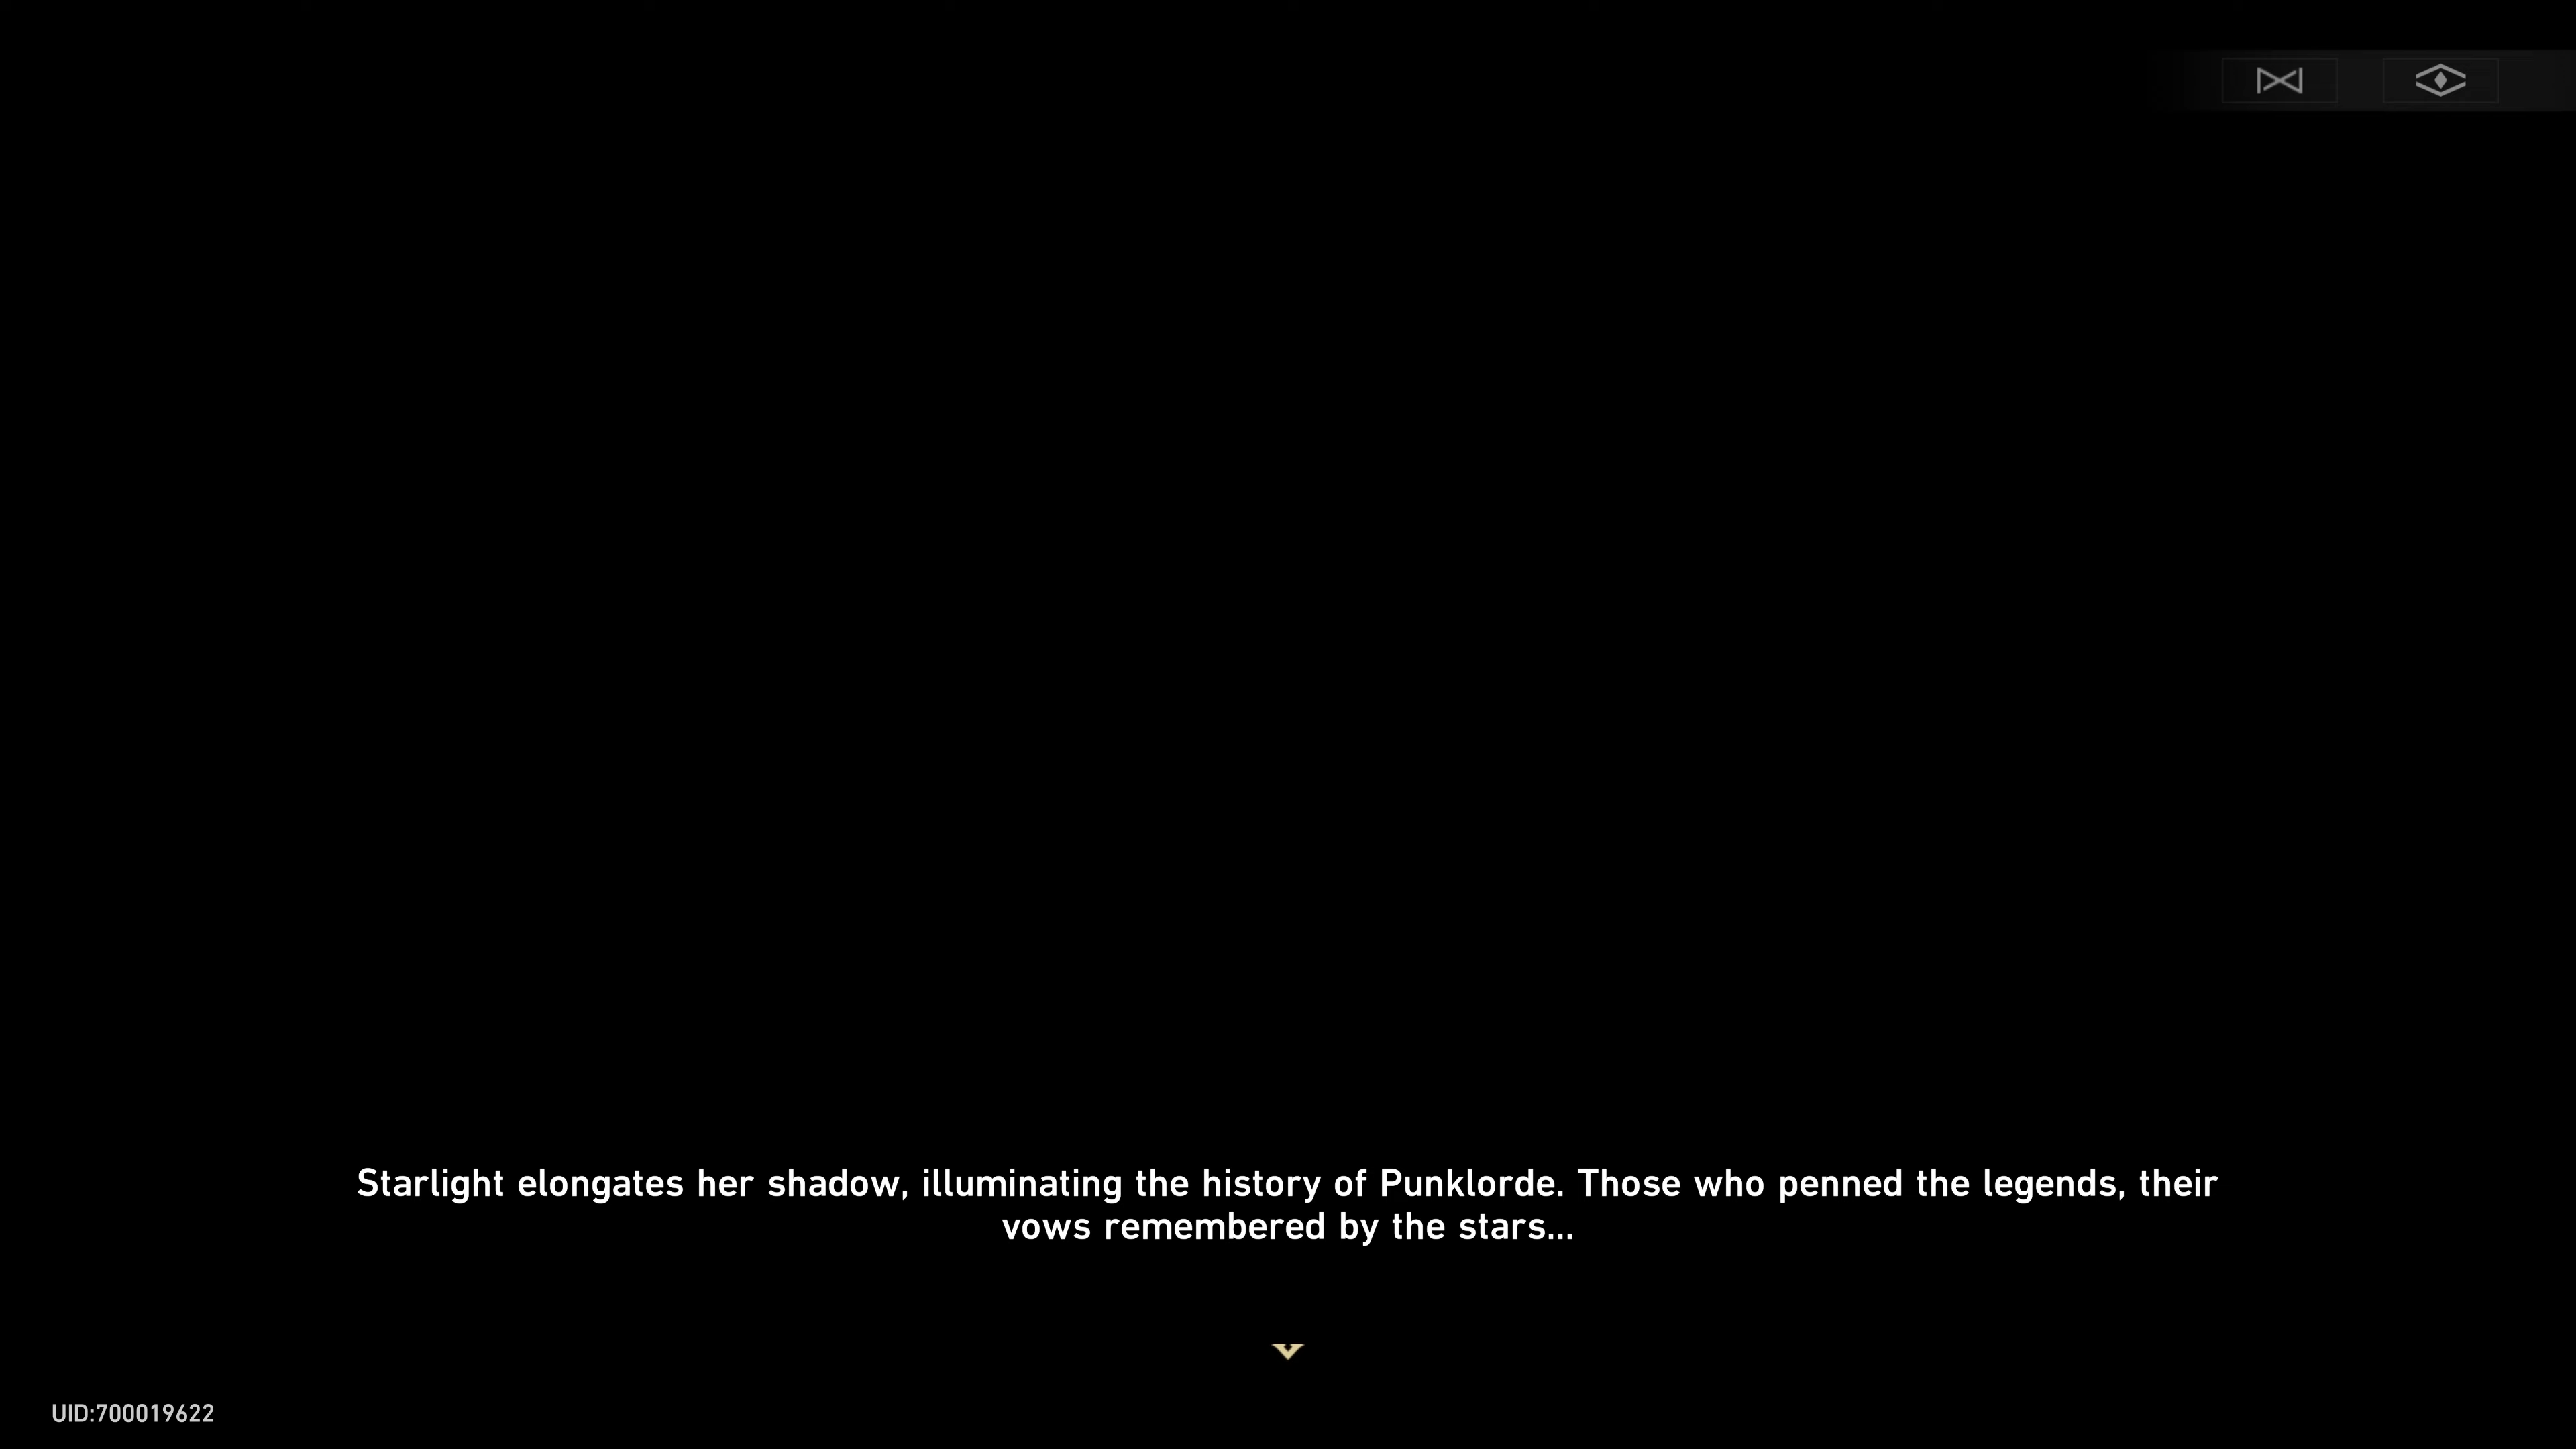 Starlight elongates her shadow, illuminating the history of Punklorde. Those who penned the legends, their
vows remembered by the stars...
UID:700019622